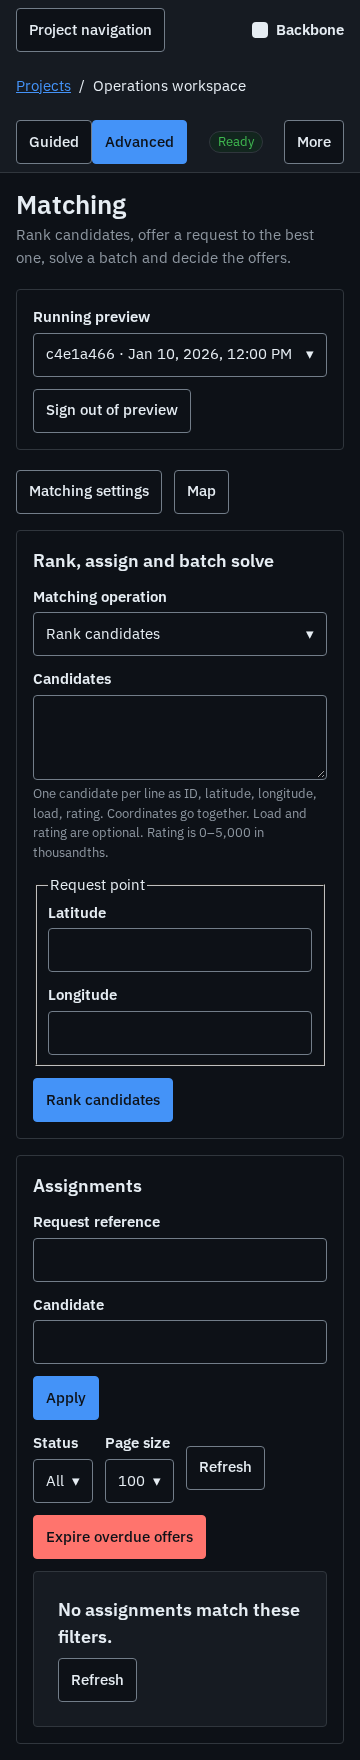 Project navigation
Backbone
Projects / Operations workspace
Guided
Advanced
Ready
More
Matching
Rank candidates, offer a request to the best
one, solve a batch and decide the offers.
Running preview
c4e1a466 · Jan 10, 2026, 12:00 PM ▾
Sign out of preview
Matching settings
Map
Rank, assign and batch solve
Matching operation
Rank candidates ▾
Candidates
One candidate per line as ID, latitude, longitude,
load, rating. Coordinates go together. Load and
rating are optional. Rating is 0–5,000 in
thousandths.
Request point
Latitude
Longitude
Rank candidates
Assignments
Request reference
Candidate
Apply
Status
Page size
All ▾
100 ▾
Refresh
Expire overdue offers
No assignments match these
filters.
Refresh